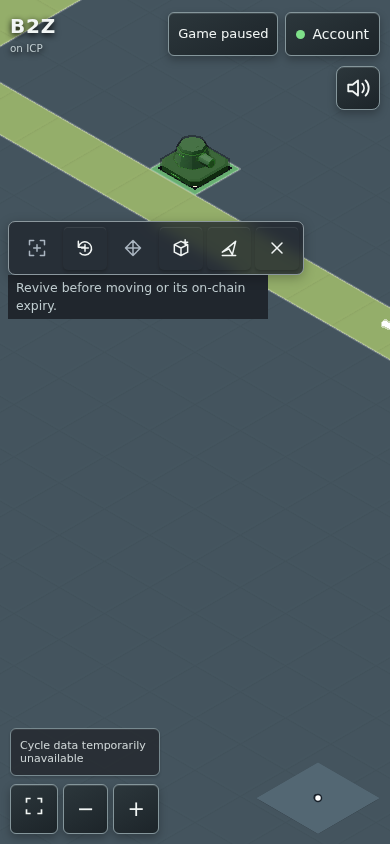 B2Z
on ICP
Game paused
Account
Revive before moving or its on-chain
expiry.
Cycle data temporarily
unavailable